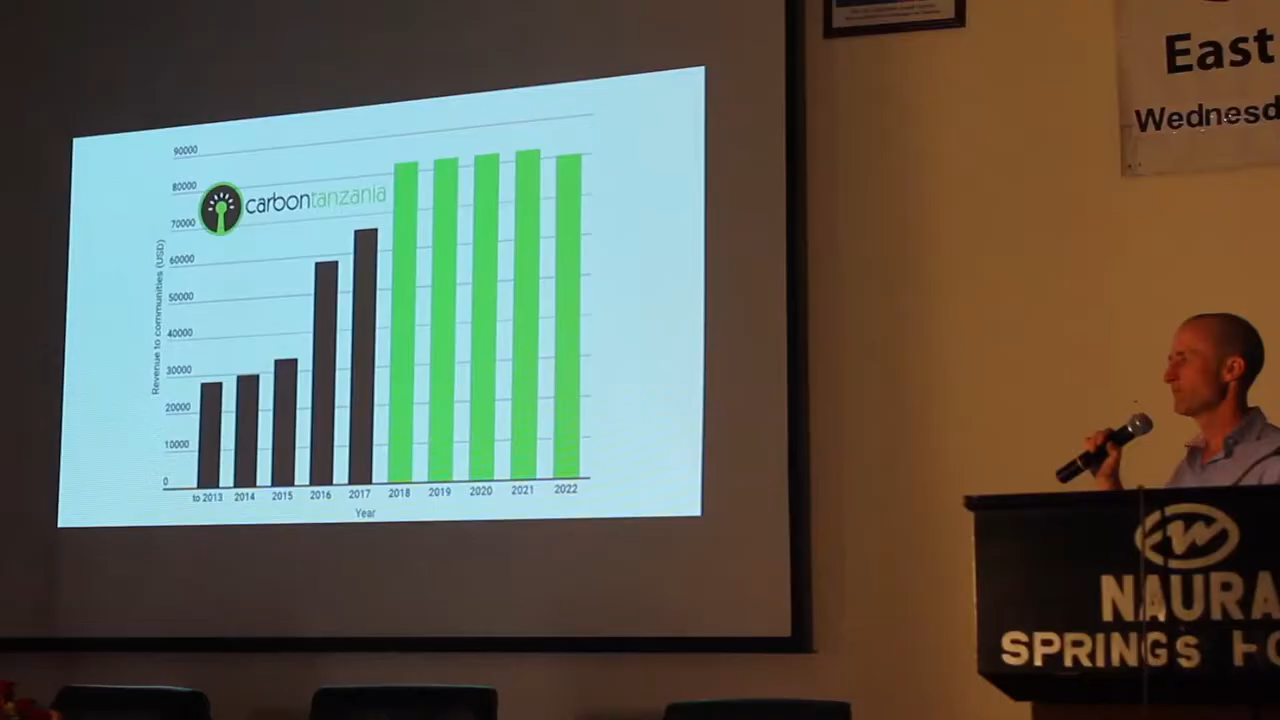 90000
80000
70000
60000
50000
40000
30000
20000
10000
0
Revenue to communities (USD)
carbontanzania
to 2013 2014 2015 2016 2017 2018 2019 2020 2021 2022
Year
East
Wednesd
W
NAURA
SPRINGS HO